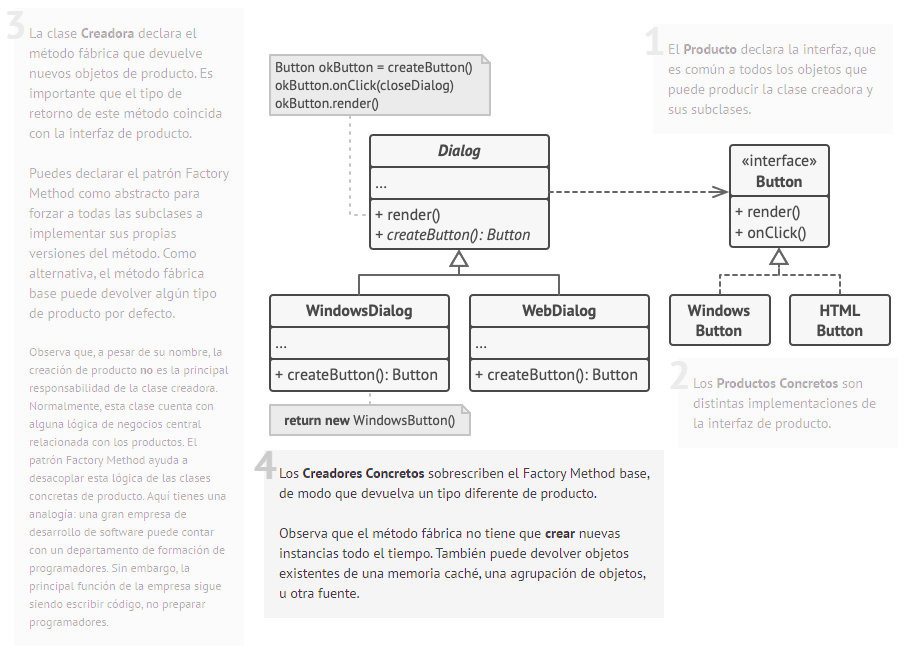 3
La clase Creadora declara el
método fábrica que devuelve
nuevos objetos de producto. Es
importante que el tipo de
retorno de este método coincida
con la interfaz de producto.
Puedes declarar el patrón Factory
Method como abstracto para
forzar a todas las subclases a
implementar sus propias
versiones del método. Como
alternativa, el método fábrica
base puede devolver algún tipo
de producto por defecto.
Observa que, a pesar de su nombre, la
creación de producto no es la principal
responsabilidad de la clase creadora.
Normalmente, esta clase cuenta con
alguna lógica de negocios central
relacionada con los productos. El
patrón Factory Method ayuda a
desacoplar esta lógica de las clases
concretas de producto. Aquí tienes una
analogía: una gran empresa de
desarrollo de software puede contar
con un departamento de formación de
programadores. Sin embargo, la
principal función de la empresa sigue
siendo escribir código, no preparar
programadores.
Button okButton = createButton()
okButton.onClick(closeDialog)
okButton.render()
Dialog
...
+ render()
+ createButton(): Button
WindowsDialog
...
+ createButton(): Button
WebDialog
...
+ createButton(): Button
return new WindowsButton()
1
El Producto declara la interfaz, que
es común a todos los objetos que
puede producir la clase creadora y
sus subclases.
«interface»
Button
+ render()
+ onClick()
Windows
Button
HTML
Button
2
Los Productos Concretos son
distintas implementaciones de
la interfaz de producto.
4
Los Creadores Concretos sobrescriben el Factory Method base,
de modo que devuelva un tipo diferente de producto.
Observa que el método fábrica no tiene que crear nuevas
instancias todo el tiempo. También puede devolver objetos
existentes de una memoria caché, una agrupación de objetos,
u otra fuente.